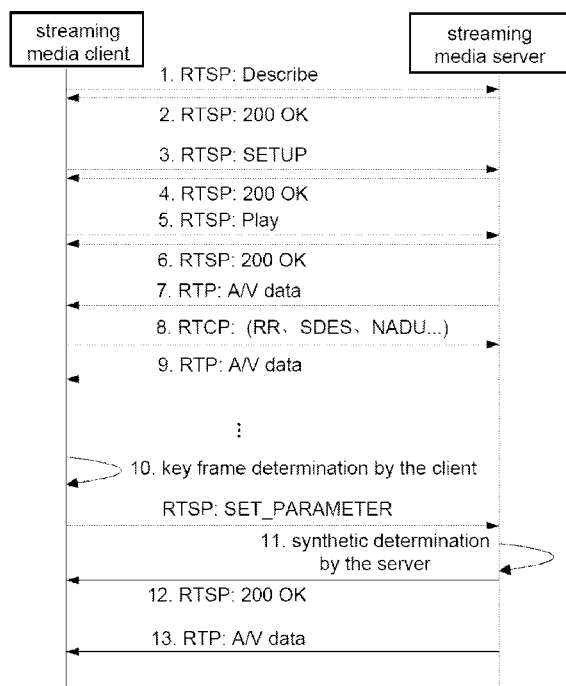 streaming
media client
streaming
media server
1. RTSP: Describe
2. RTSP: 200 OK
3. RTSP: SETUP
4. RTSP: 200 OK
5. RTSP: Play
6. RTSP: 200 OK
7. RTP: A/V data
8. RTCP: (RR、SDES、NADU...)
9. RTP: A/V data
⋮
10. key frame determination by the client
RTSP: SET_PARAMETER
11. synthetic determination
by the server
12. RTSP: 200 OK
13. RTP: A/V data